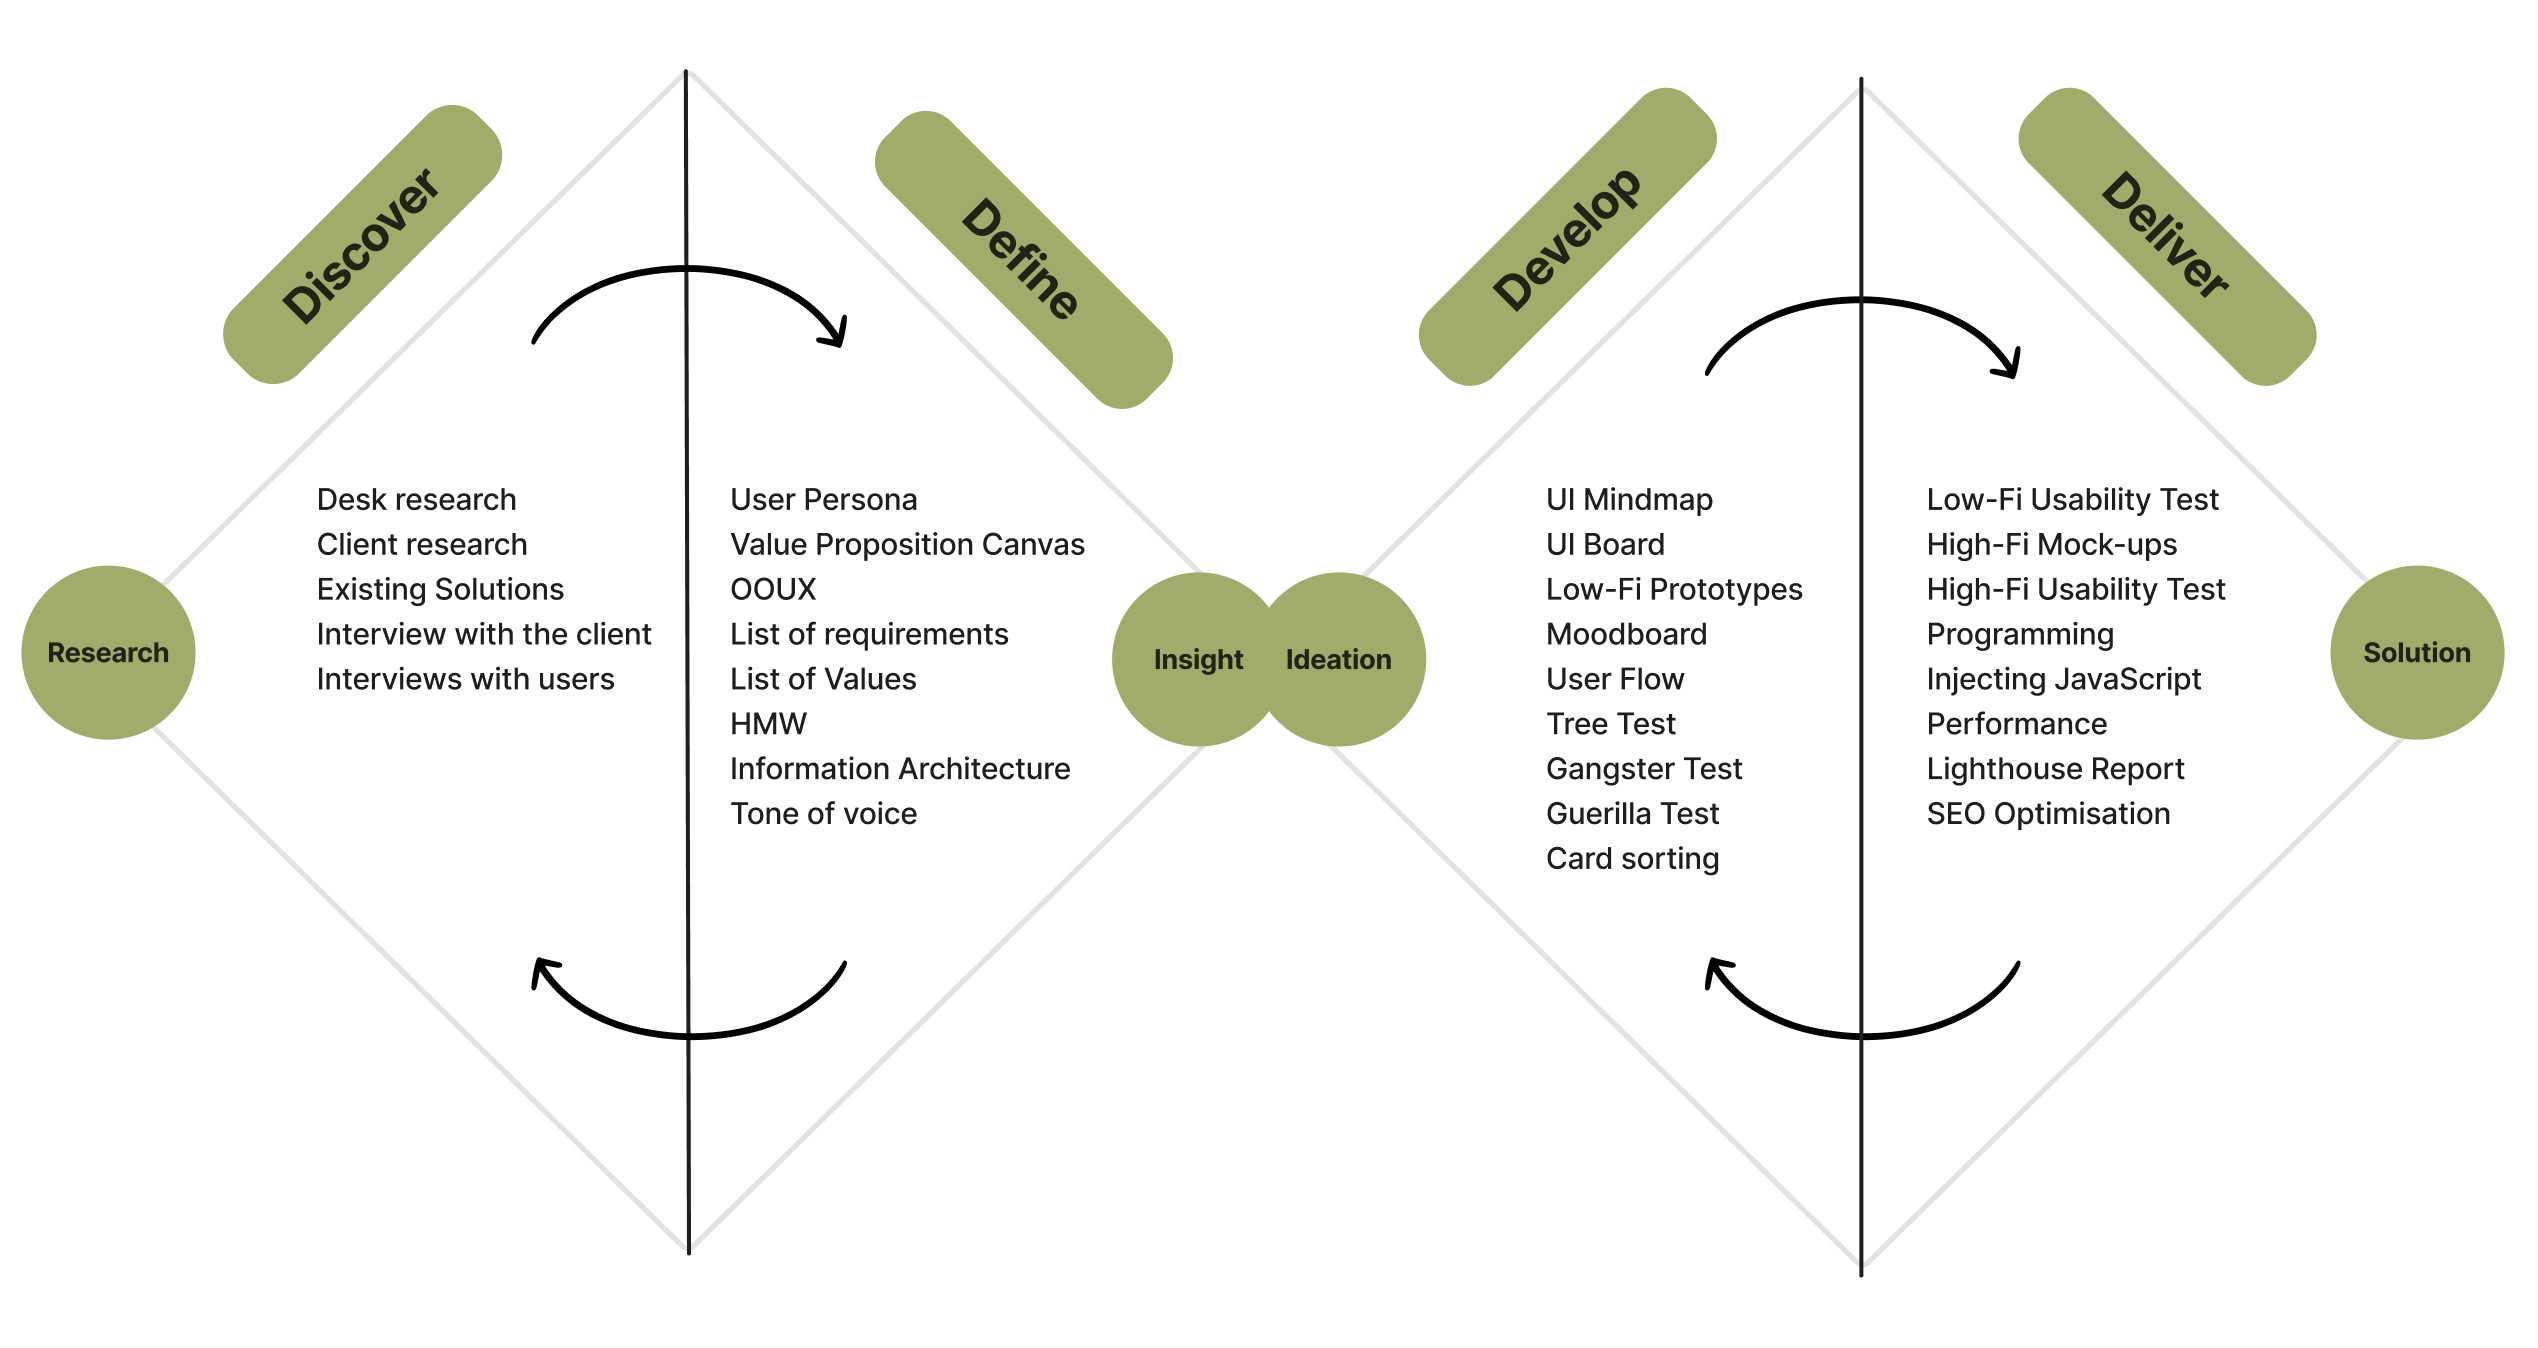 Discover
Define
Develop
Deliver
Research
Desk research
Client research
Existing Solutions
Interview with the client
Interviews with users
User Persona
Value Proposition Canvas
OOUX
List of requirements
List of Values
HMW
Information Architecture
Tone of voice
Insight
Ideation
UI Mindmap
UI Board
Low-Fi Prototypes
Moodboard
User Flow
Tree Test
Gangster Test
Guerilla Test
Card sorting
Low-Fi Usability Test
High-Fi Mock-ups
High-Fi Usability Test
Programming
Injecting JavaScript
Performance
Lighthouse Report
SEO Optimisation
Solution